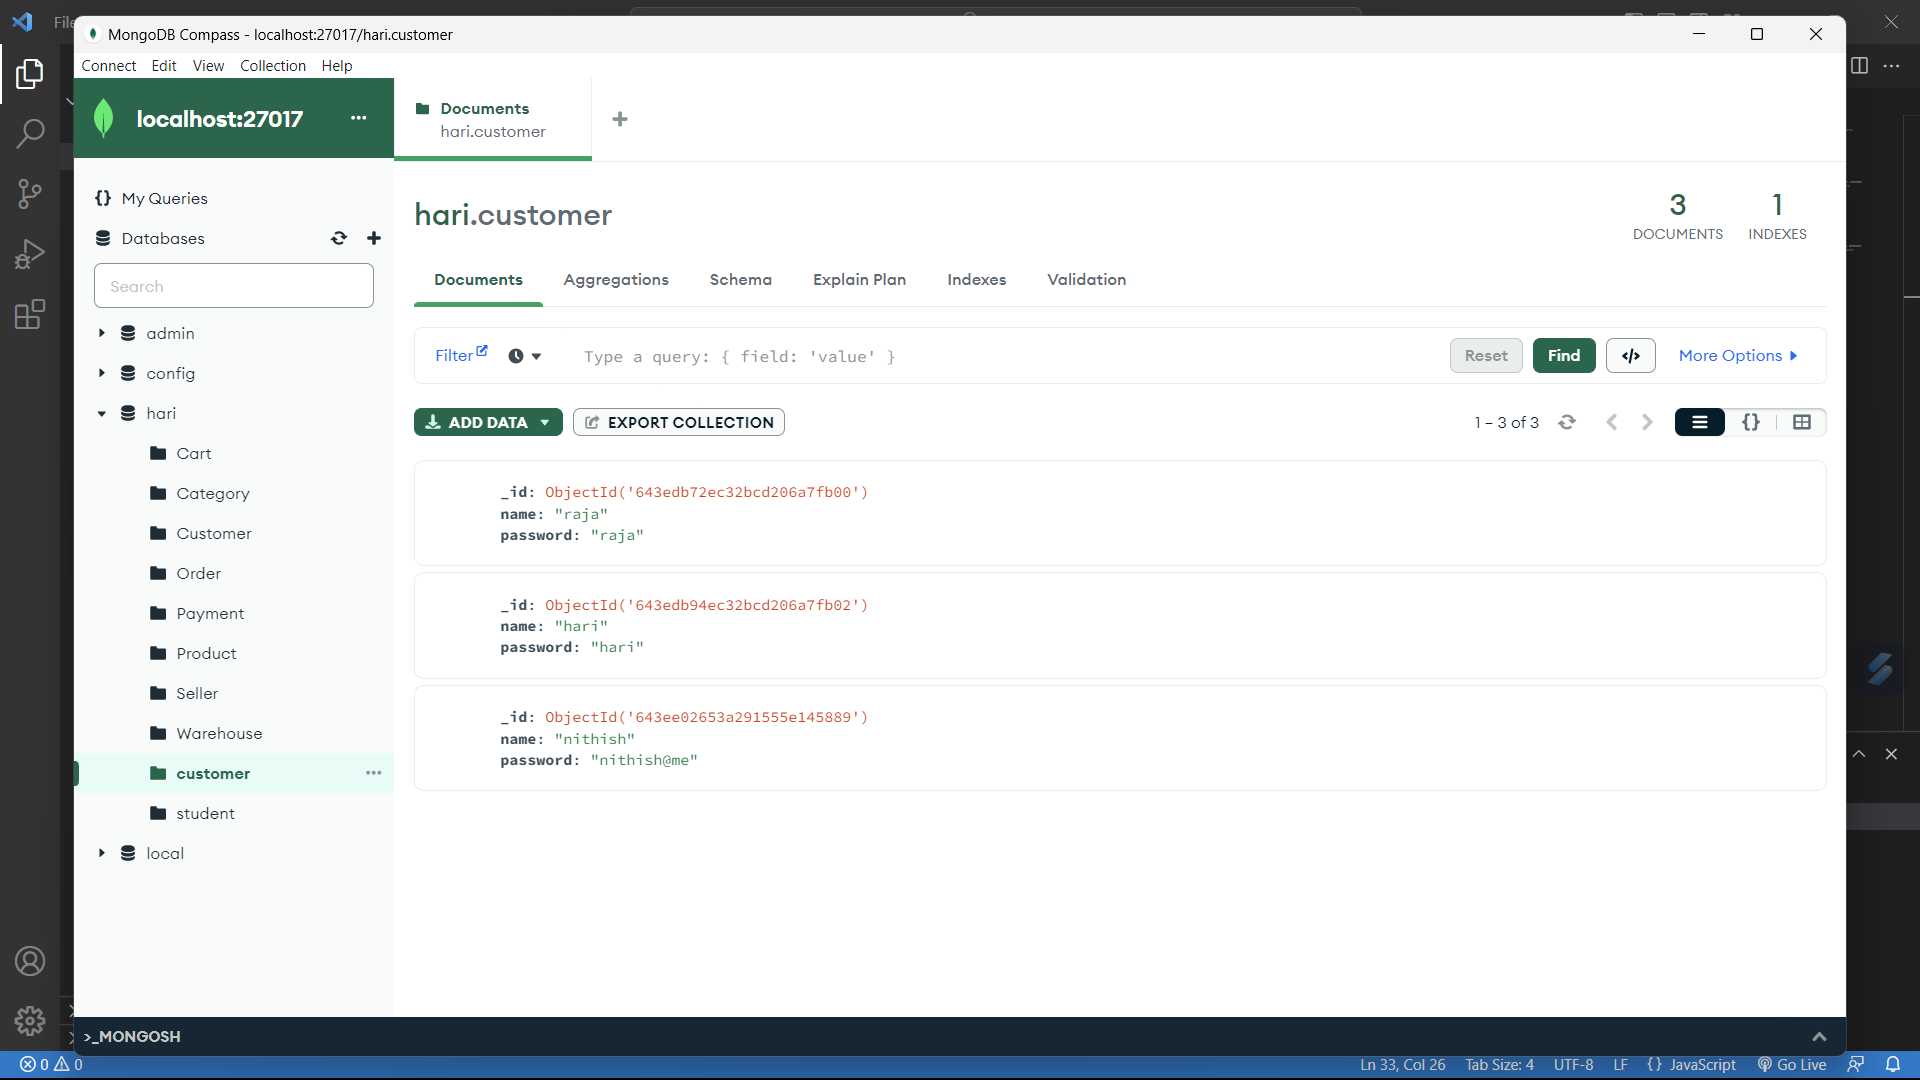 File
MongoDB Compass - localhost:27017/hari.customer
Connect Edit View Collection Help
localhost:27017 ...
Documents
hari.customer
+
{} My Queries
Databases
Search
admin
config
hari
Cart
Category
Customer
Order
Payment
Product
Seller
Warehouse
customer ...
student
local
hari.customer
3
DOCUMENTS
1
INDEXES
Documents Aggregations Schema Explain Plan Indexes Validation
Filter Type a query: { field: 'value' } Reset Find </> More Options
ADD DATA EXPORT COLLECTION 1 – 3 of 3 {}
_id: ObjectId('643edb72ec32bcd206a7fb00')
name: "raja"
password: "raja"
_id: ObjectId('643edb94ec32bcd206a7fb02')
name: "hari"
password: "hari"
_id: ObjectId('643ee02653a291555e145889')
name: "nithish"
password: "nithish@me"
>_MONGOSH
0 0 Ln 33, Col 26 Tab Size: 4 UTF-8 LF {} JavaScript Go Live